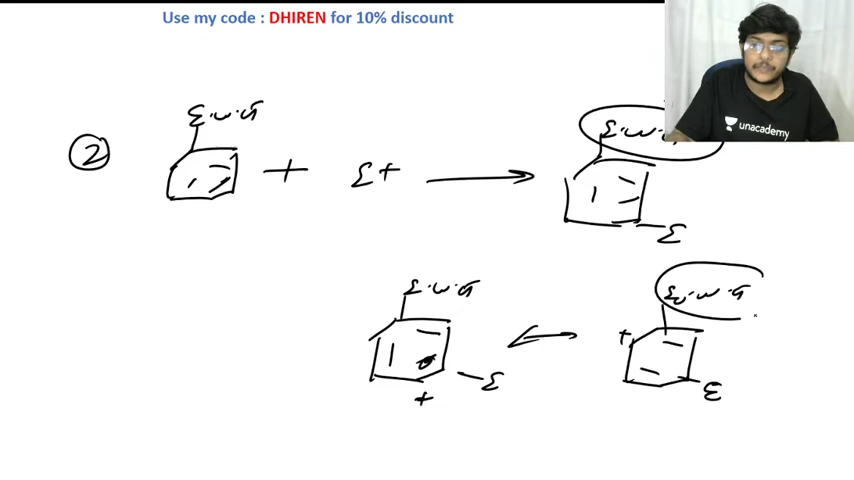 Use my code : DHIREN for 10% discount
E.W.G
E.W.G
unacademy
2
+ E+
E
E.W.G
E.W.G
+
E
E
+